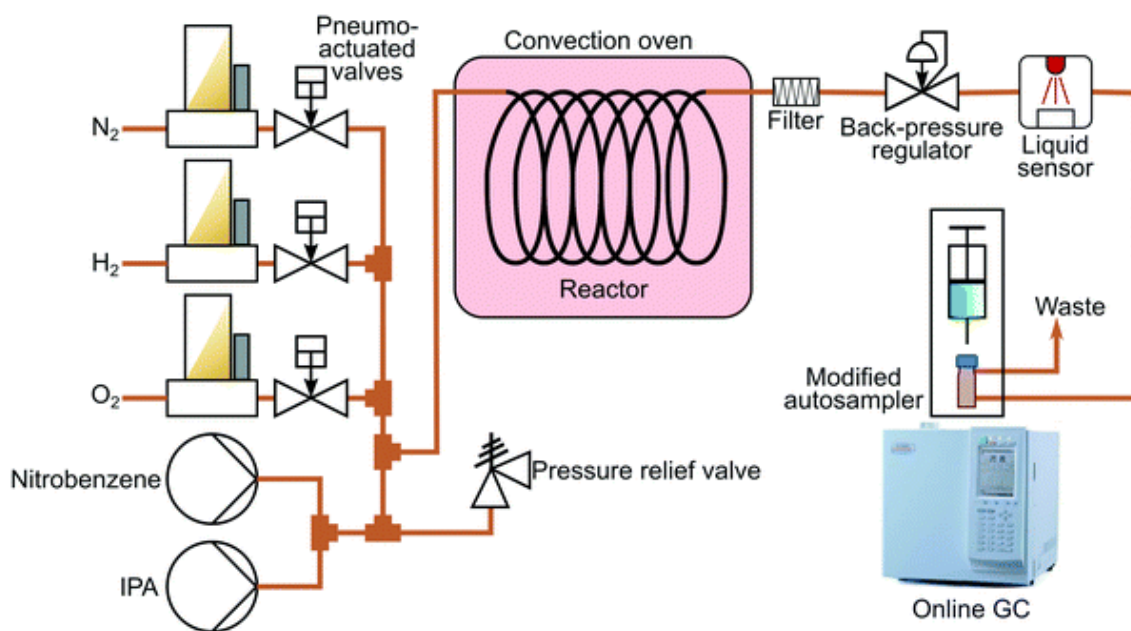 Pneumo-
actuated
valves
Convection oven
N₂
Filter
Back-pressure
regulator
Liquid
sensor
H₂
Reactor
Waste
O₂
Modified
autosampler
Nitrobenzene
Pressure relief valve
IPA
Online GC